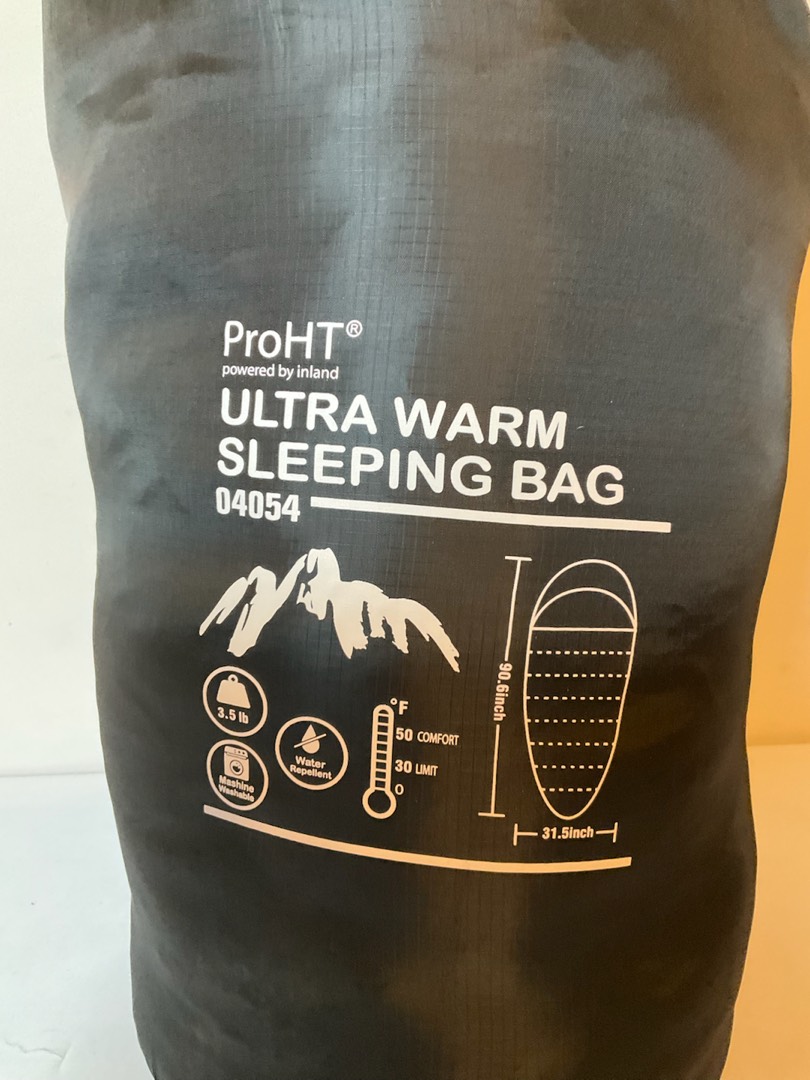 ProHT®
powered by inland
ULTRA WARM
SLEEPING BAG
04054
3.5 lb
Mashine
Washable
Water
Repellent
°F
50 COMFORT
30 LIMIT
0
90.6inch
31.5inch